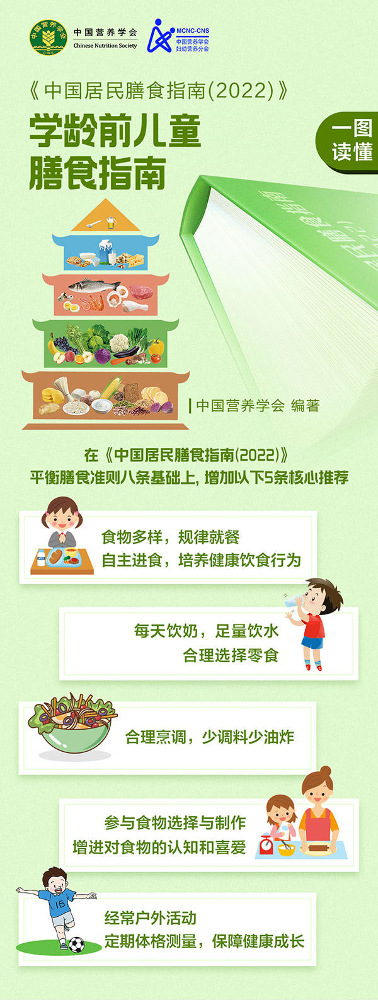 中国营养学会
CNS
中国营养学会
Chinese Nutrition Society
MCNC-CNS
中国营养学会
妇幼营养分会
《中国居民膳食指南(2022)》
学龄前儿童
膳食指南
一图
读懂
中国营养学会 编著
在《中国居民膳食指南(2022)》
平衡膳食准则八条基础上, 增加以下5条核心推荐
食物多样，规律就餐
自主进食，培养健康饮食行为
每天饮奶，足量饮水
合理选择零食
合理烹调，少调料少油炸
参与食物选择与制作
增进对食物的认知和喜爱
16
经常户外活动
定期体格测量，保障健康成长